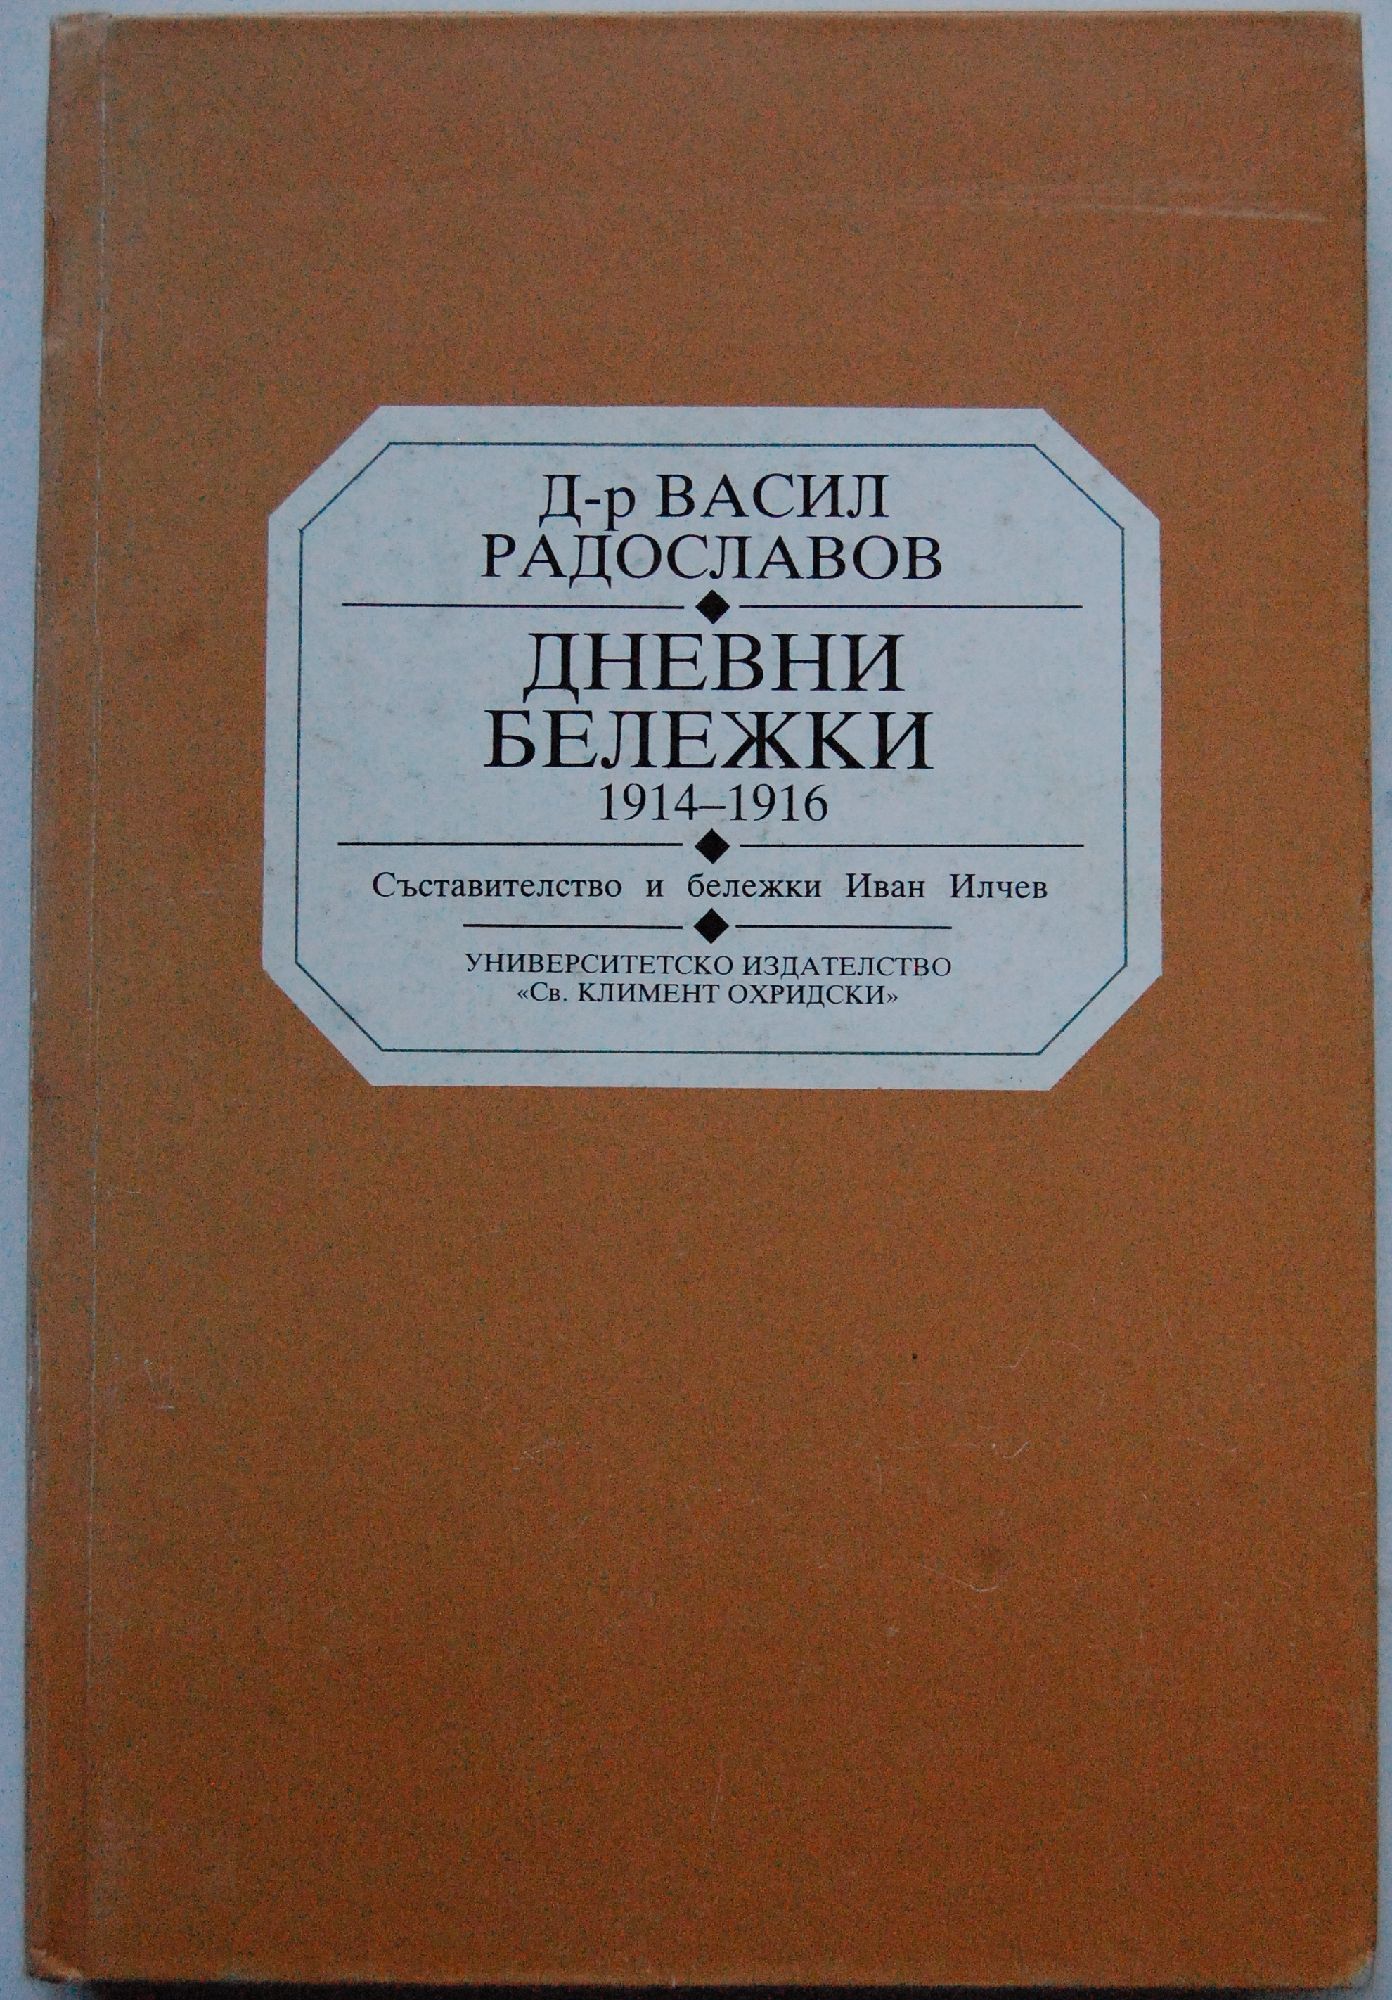 Д-р ВАСИЛ
РАДОСЛАВОВ
ДНЕВНИ
БЕЛЕЖКИ
1914–1916
Съставителство и бележки Иван Илчев
УНИВЕРСИТЕТСКО ИЗДАТЕЛСТВО
«Св. КЛИМЕНТ ОХРИДСКИ»